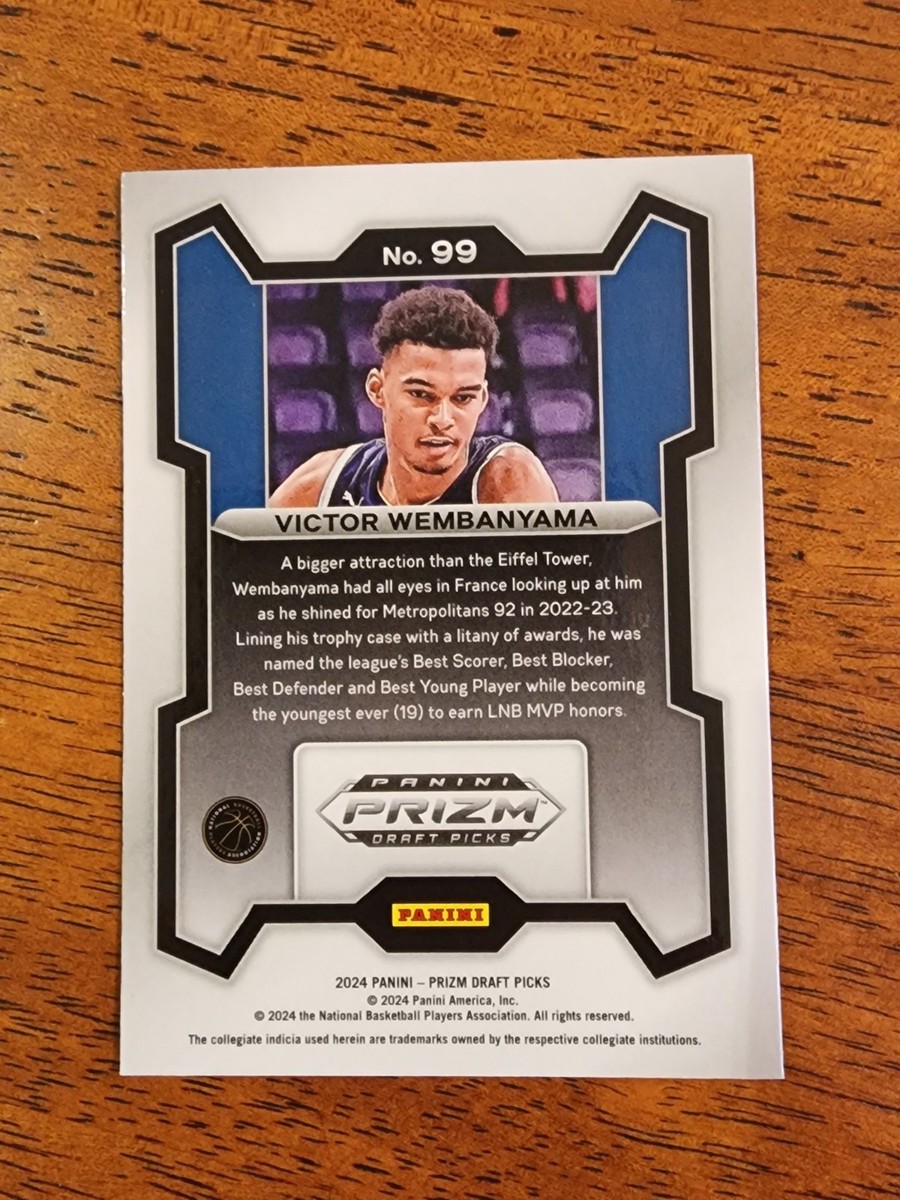 No. 99
VICTOR WEMBANYAMA
A bigger attraction than the Eiffel Tower,
Wembanyama had all eyes in France looking up at him
as he shined for Metropolitans 92 in 2022-23.
Lining his trophy case with a litany of awards, he was
named the league's Best Scorer, Best Blocker,
Best Defender and Best Young Player while becoming
the youngest ever (19) to earn LNB MVP honors.
PANINI
PRIZM™
DRAFT PICKS
NATIONAL BASKETBALL
PLAYERS ASSOCIATION
PANINI
2024 PANINI – PRIZM DRAFT PICKS
© 2024 Panini America, Inc.
© 2024 the National Basketball Players Association. All rights reserved.
The collegiate indicia used herein are trademarks owned by the respective collegiate institutions.